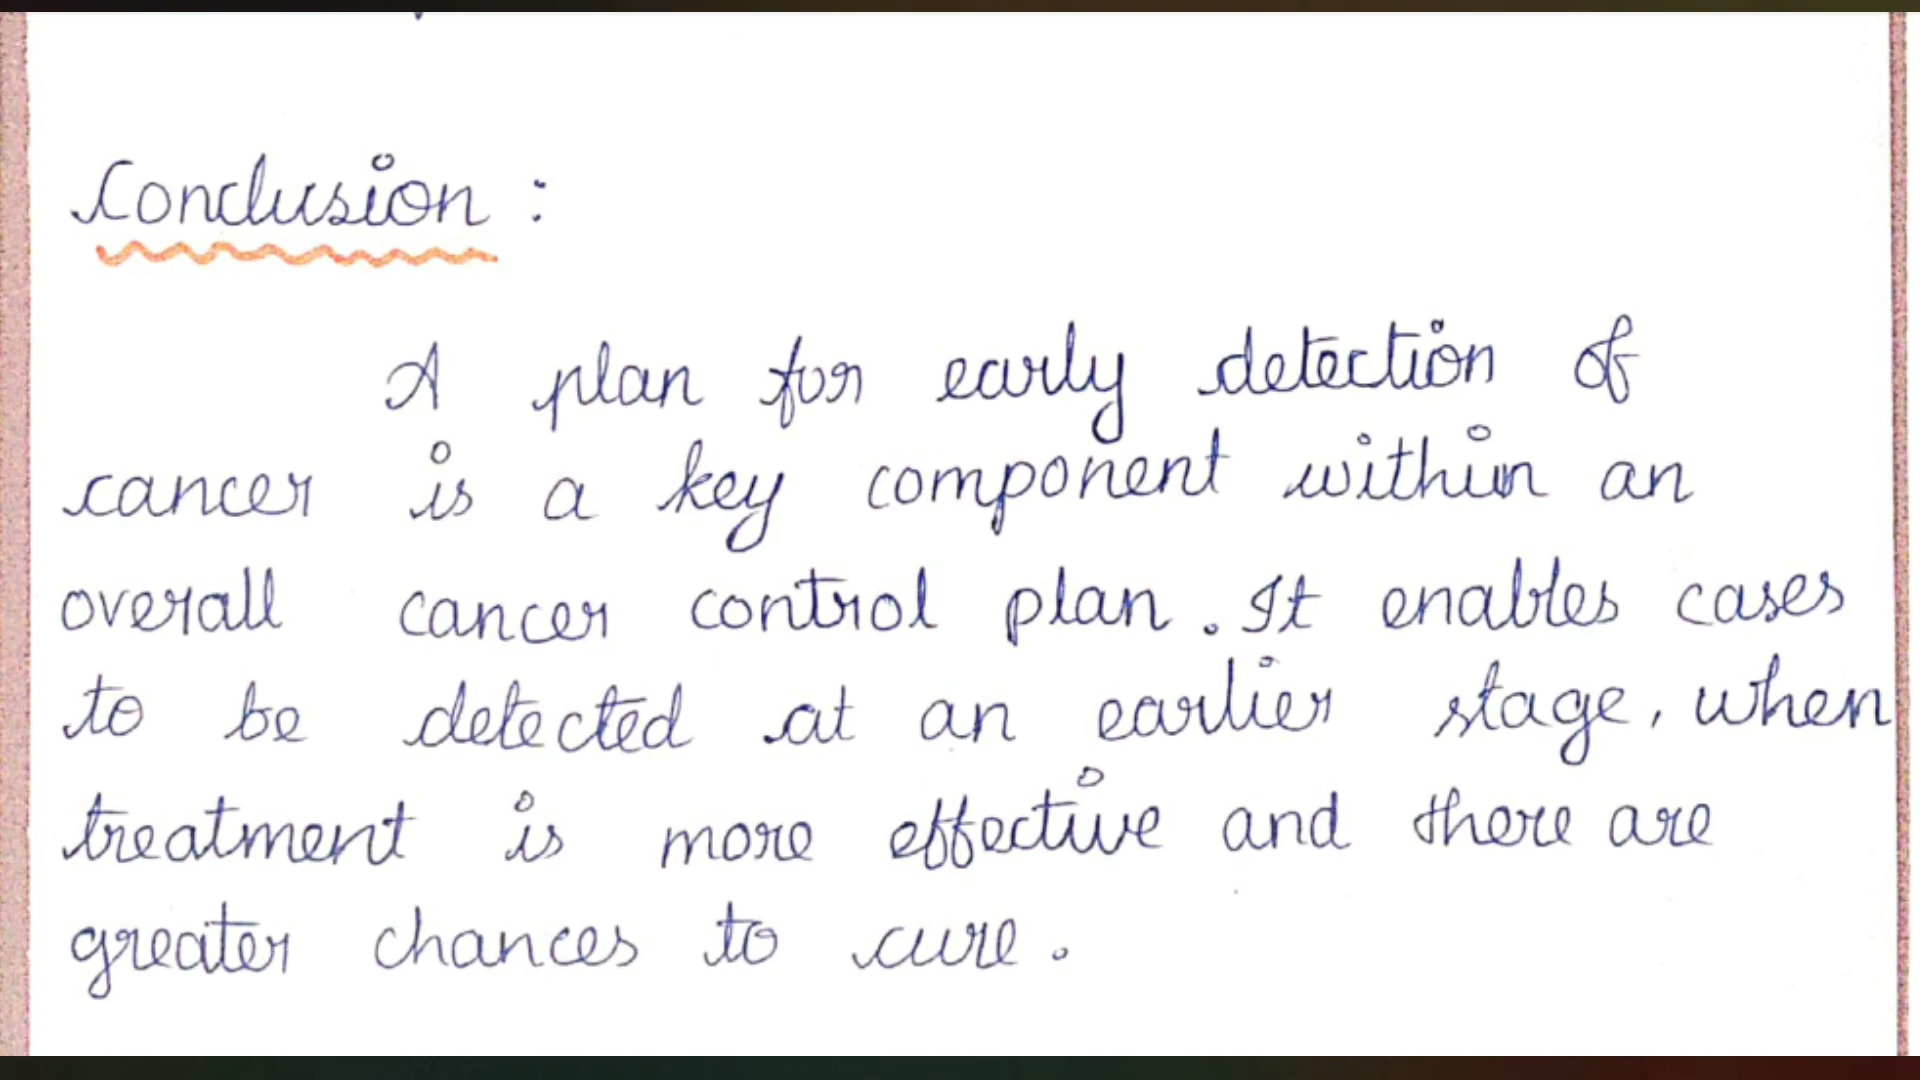 Conclusion :
A plan for early detection of
cancer is a key component within an
overall cancer control plan. It enables cases
to be detected at an earlier stage, when
treatment is more effective and there are
greater chances to cure.